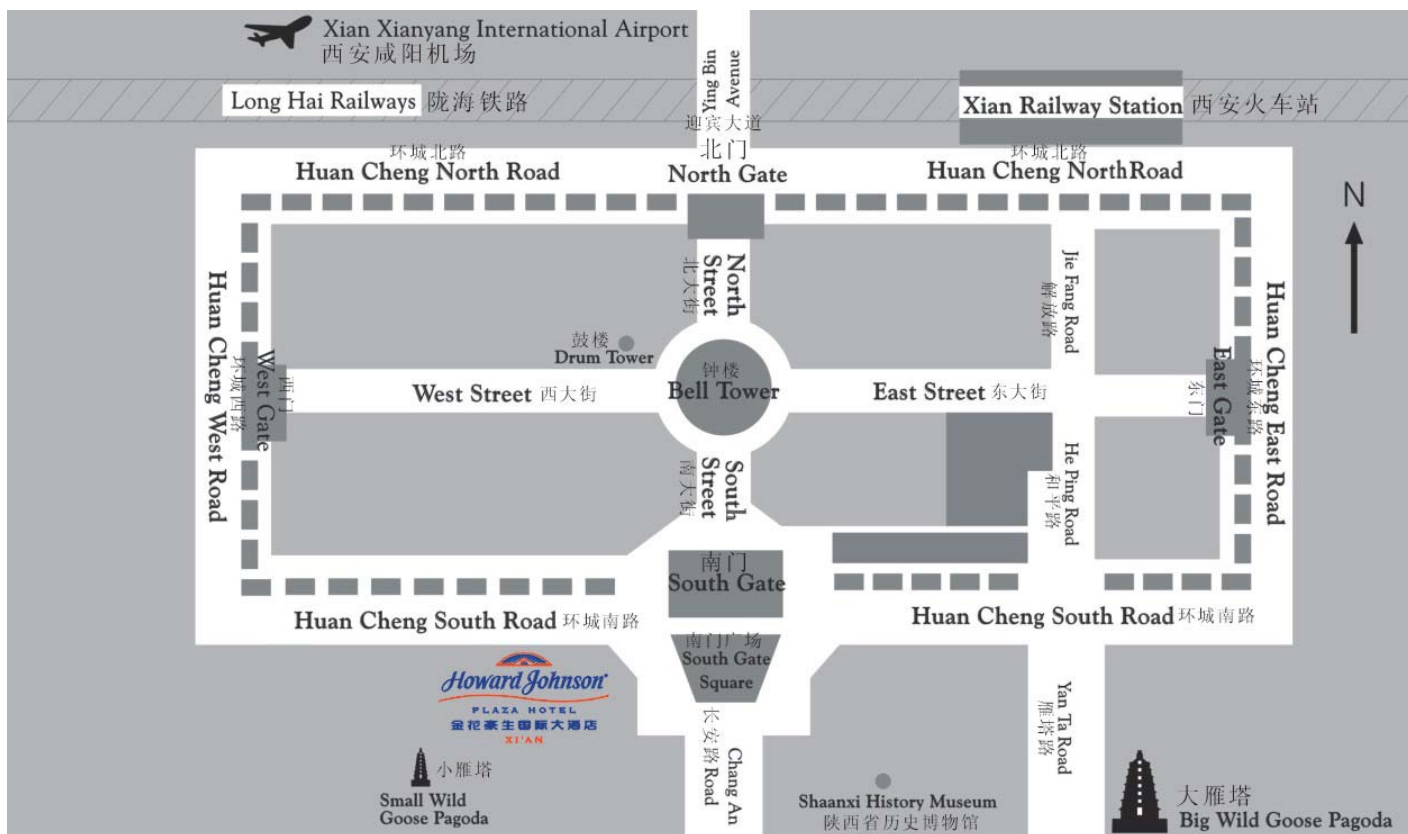 Xian Xianyang International Airport
西安咸阳机场
Ying Bin
Avenue
迎宾大道
Long Hai Railways 陇海铁路
Xian Railway Station 西安火车站
环城北路
Huan Cheng North Road
北门
North Gate
环城北路
Huan Cheng North Road
N
North
Street
北大街
Jie Fang Road
解放路
Huan Cheng West Road
环城西路
West Gate
西门
鼓楼
Drum Tower
钟楼
Bell Tower
West Street 西大街
East Street 东大街
东门
East Gate
环城东路
Huan Cheng East Road
South
Street
南大街
He Ping Road
和平路
南门
South Gate
Huan Cheng South Road 环城南路
Huan Cheng South Road 环城南路
南门广场
South Gate
Square
Howard Johnson
PLAZA HOTEL
金花豪生国际大酒店
XI'AN
长安路
Chang An
Road
Yan Ta Road
雁塔路
小雁塔
Small Wild
Goose Pagoda
Shaanxi History Museum
陕西省历史博物馆
大雁塔
Big Wild Goose Pagoda